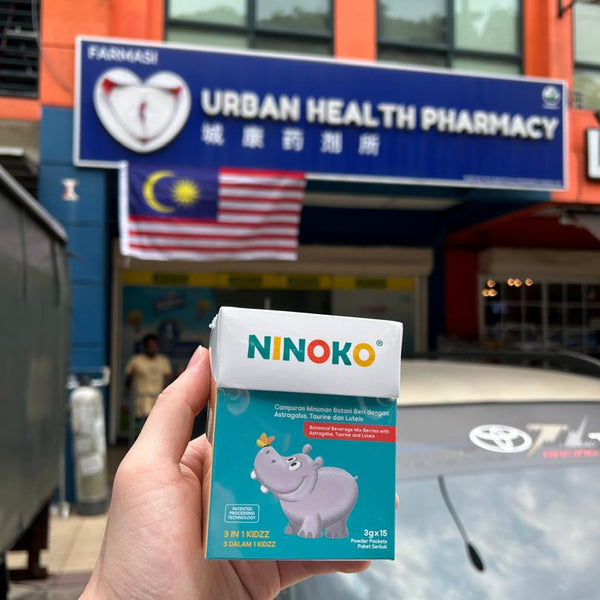 FARMASI
URBAN HEALTH PHARMACY
城康药剂所
NINOKO®
Campuran Minuman Botani Beri dengan
Astragalus, Taurine dan Lutein
Botanical Beverage Mix Berries with
Astragalus, Taurine and Lutein
PATENTED
PROCESSING
TECHNOLOGY
3 IN 1 KIDZZ
3 DALAM 1 KIDZZ
3g x 15
Powder Packets
Paket Serbuk